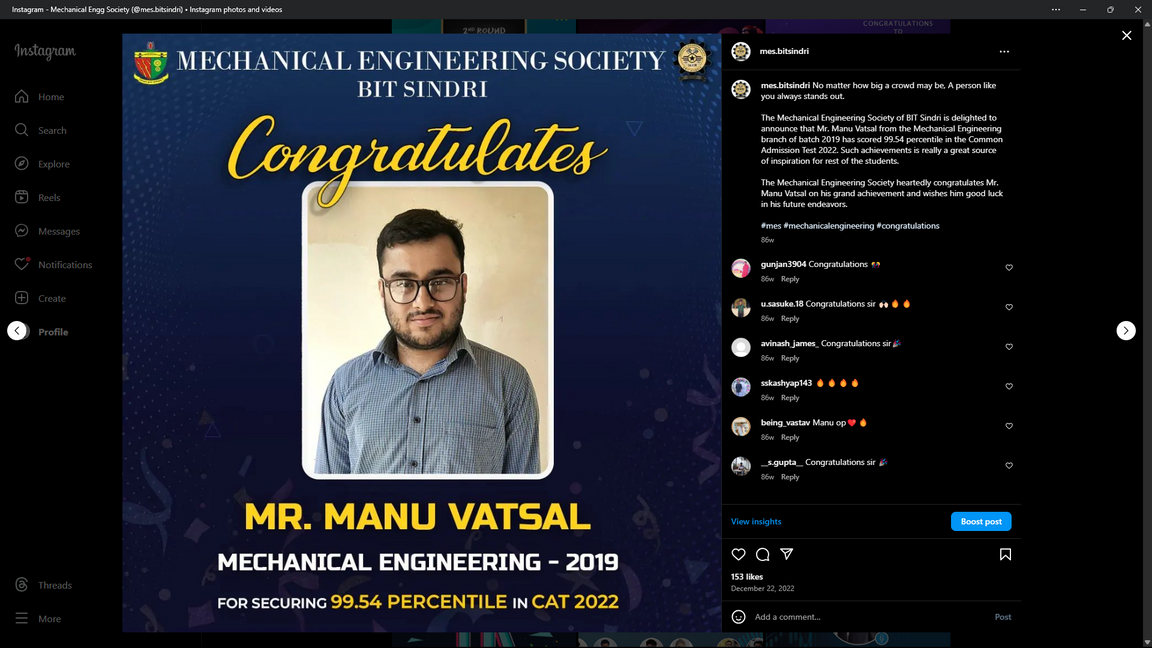 Instagram - Mechanical Engg Society (@mes.bitsindri) • Instagram photos and videos
Instagram
Home
Search
Explore
Reels
Messages
Notifications
Create
Profile
Threads
More
2ND ROUND
CONGRATULATIONS
TO
MECHANICAL ENGINEERING SOCIETY
BIT SINDRI
Congratulates
MR. MANU VATSAL
MECHANICAL ENGINEERING - 2019
FOR SECURING 99.54 PERCENTILE IN CAT 2022
mes.bitsindri
mes.bitsindri No matter how big a crowd may be, A person like
you always stands out.
The Mechanical Engineering Society of BIT Sindri is delighted to
announce that Mr. Manu Vatsal from the Mechanical Engineering
branch of batch 2019 has scored 99.54 percentile in the Common
Admission Test 2022. Such achievements is really a great source
of inspiration for rest of the students.
The Mechanical Engineering Society heartedly congratulates Mr.
Manu Vatsal on his grand achievement and wishes him good luck
in his future endeavors.
#mes #mechanicalengineering #congratulations
86w
gunjan3904 Congratulations 
86w Reply
u.sasuke.18 Congratulations sir 🙌🏻🔥🔥
86w Reply
avinash_james_ Congratulations sir🎉
86w Reply
sskashyap143 🔥🔥🔥🔥
86w Reply
being_vastav Manu op❤️🔥
86w Reply
__s.gupta__ Congratulations sir 🎉
86w Reply
View insights
Boost post
153 likes
December 22, 2022
Add a comment...
Post